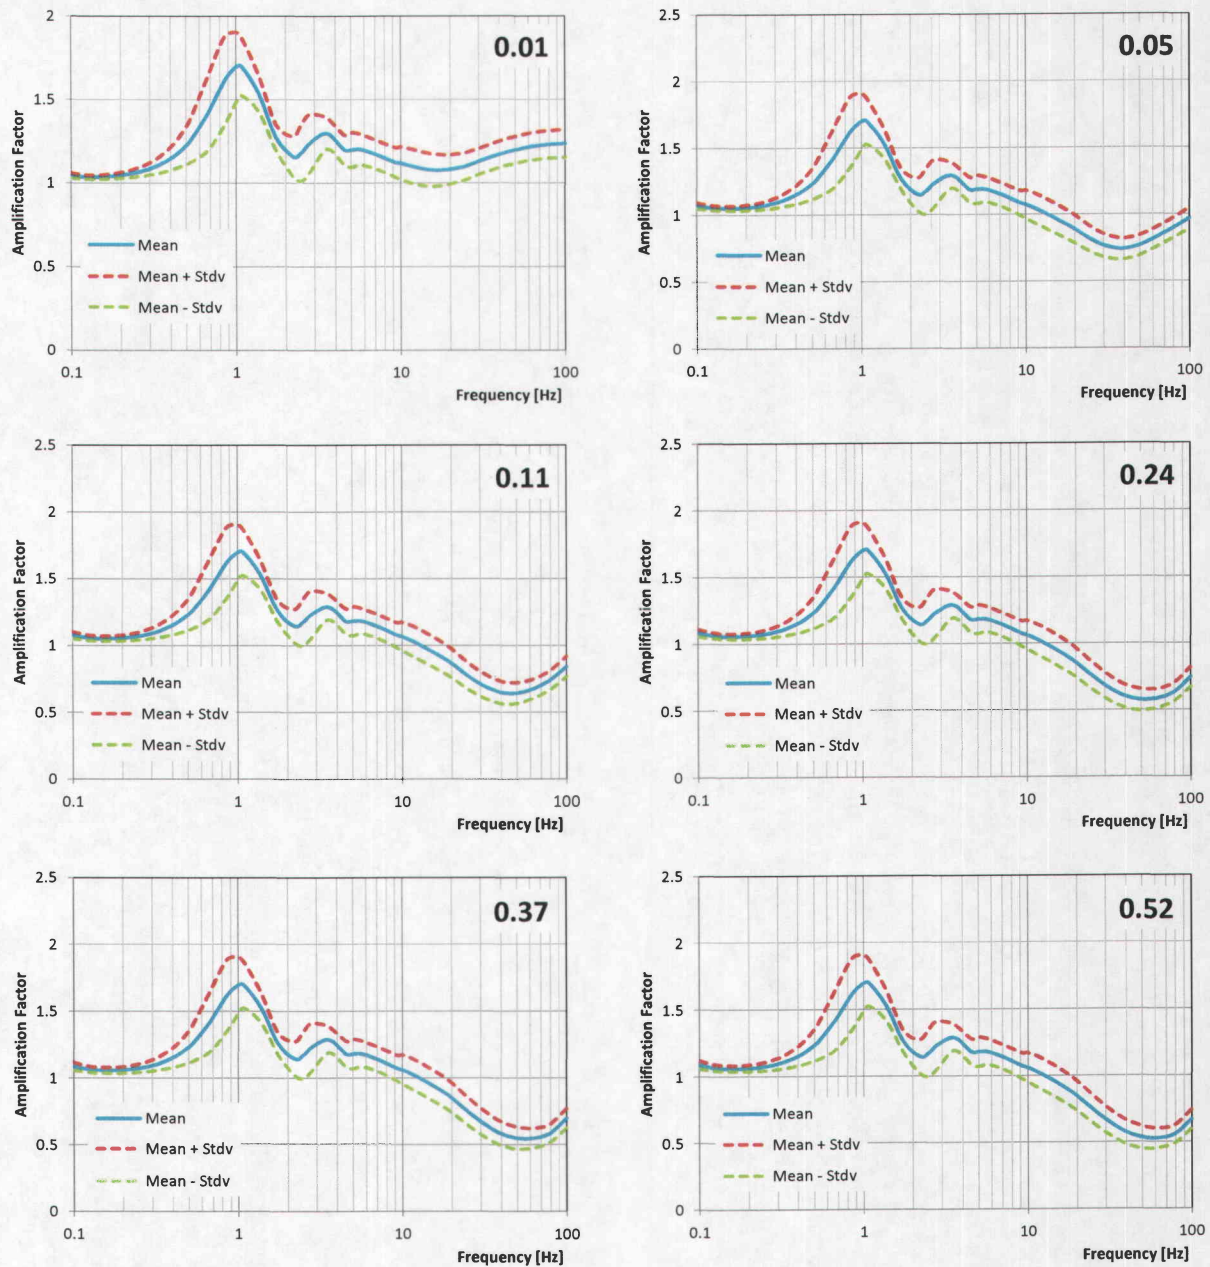 0.01
Amplification Factor
2
1.5
1
0.5
0
Mean
Mean + Stdv
Mean - Stdv
0.1
1
10
100
Frequency [Hz]
0.05
Amplification Factor
2.5
2
1.5
1
0.5
0
Mean
Mean + Stdv
Mean - Stdv
0.1
1
10
100
Frequency [Hz]
0.11
Amplification Factor
2.5
2
1.5
1
0.5
0
Mean
Mean + Stdv
Mean - Stdv
0.1
1
10
100
Frequency [Hz]
0.24
Amplification Factor
2.5
2
1.5
1
0.5
0
Mean
Mean + Stdv
Mean - Stdv
0.1
1
10
100
Frequency [Hz]
0.37
Amplification Factor
2.5
2
1.5
1
0.5
0
Mean
Mean + Stdv
Mean - Stdv
0.1
1
10
100
Frequency [Hz]
0.52
Amplification Factor
2.5
2
1.5
1
0.5
0
Mean
Mean + Stdv
Mean - Stdv
0.1
1
10
100
Frequency [Hz]